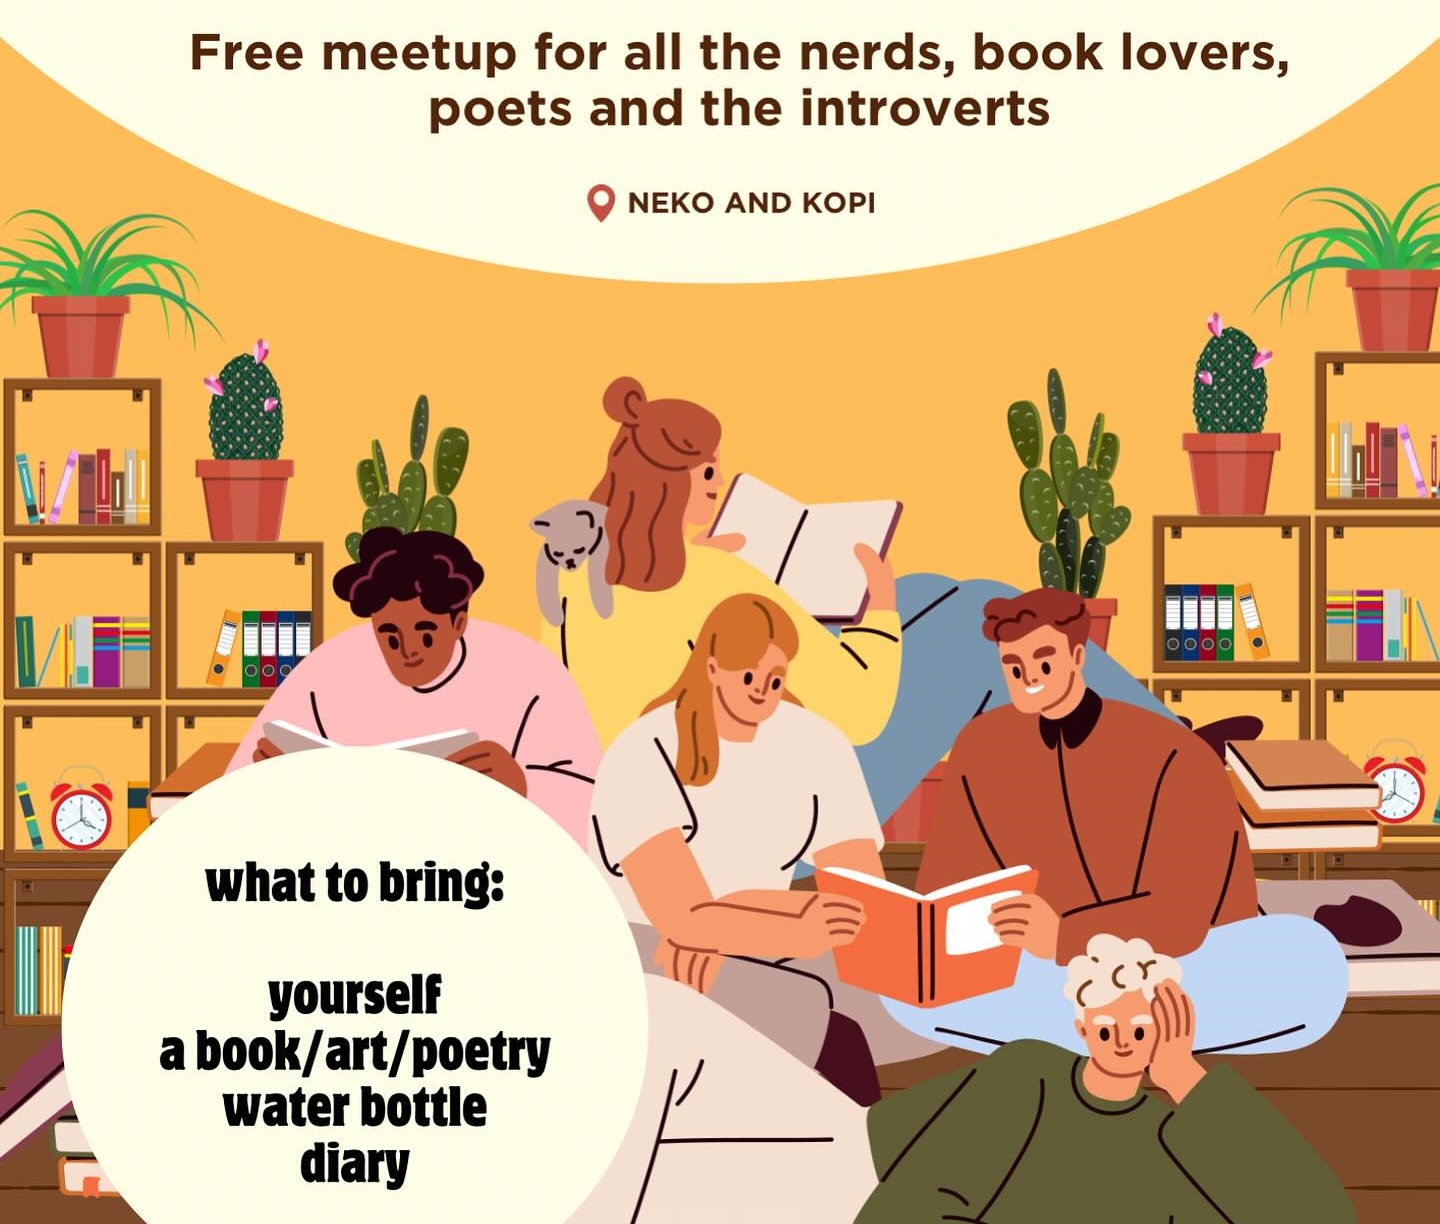 Free meetup for all the nerds, book lovers,
poets and the introverts
NEKO AND KOPI
what to bring:
yourself
a book/art/poetry
water bottle
diary